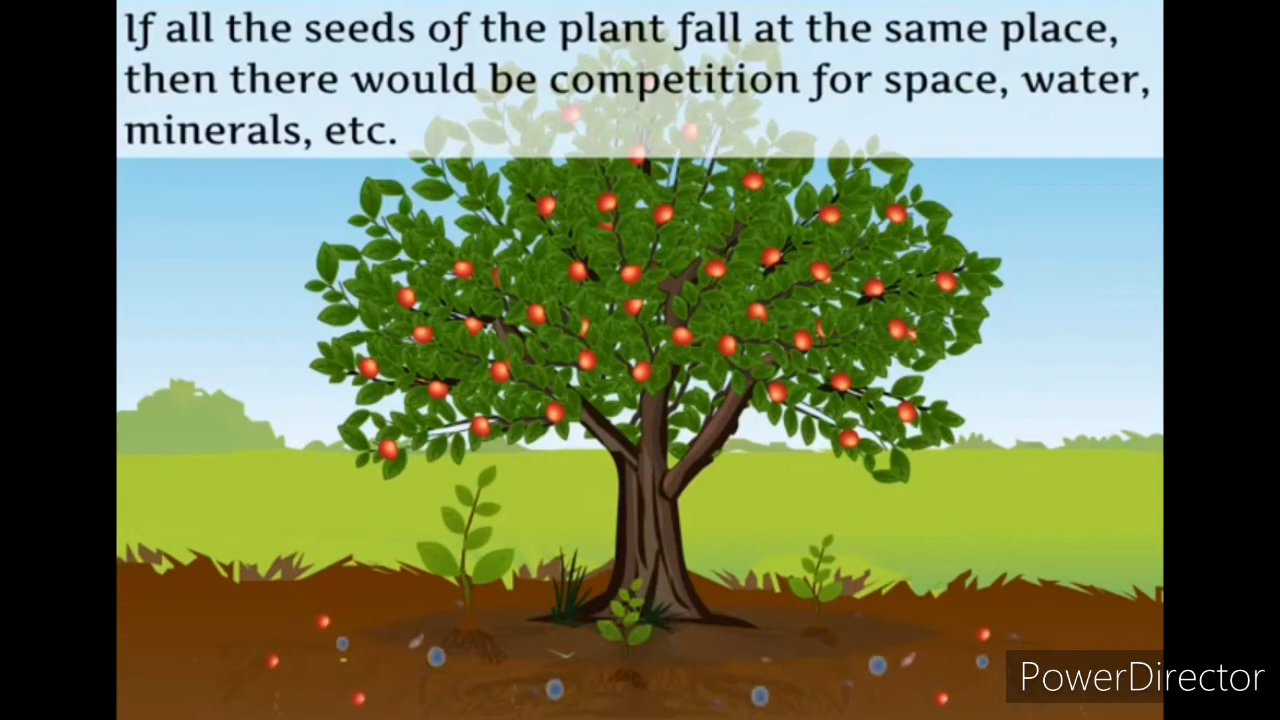 If all the seeds of the plant fall at the same place,
then there would be competition for space, water,
minerals, etc.
PowerDirector